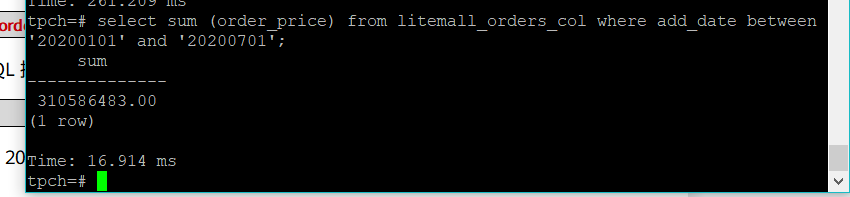 Time: 261.209 ms
tpch=# select sum (order_price) from litemall_orders_col where add_date between
'20200101' and '20200701';
sum
--------------
310586483.00
(1 row)
Time: 16.914 ms
tpch=#
orde
QL
20